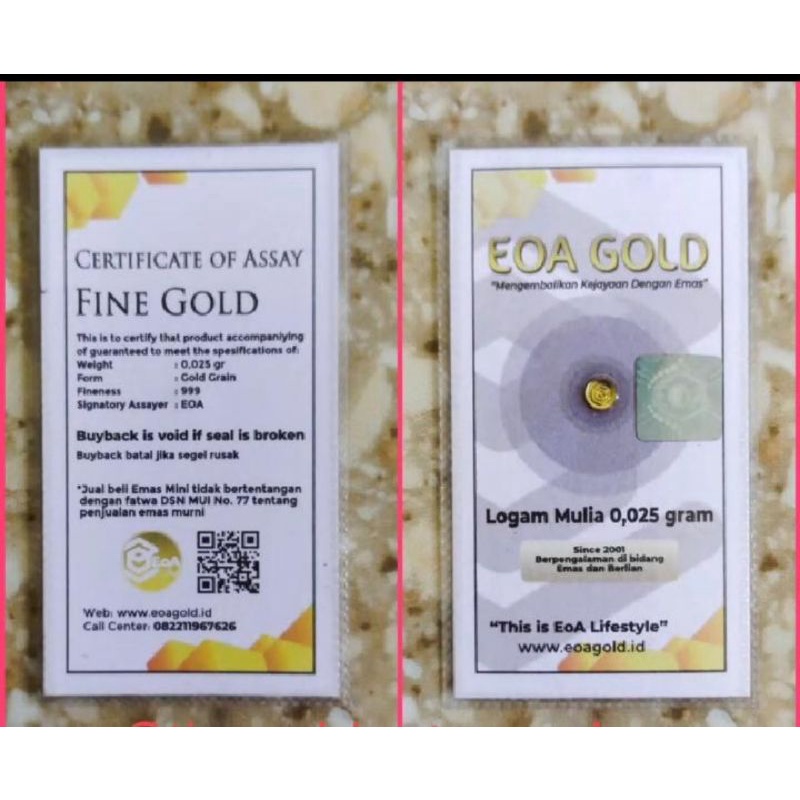 CERTIFICATE OF ASSAY
FINE GOLD
This is to certify that product accompaniying
of guaranteed to meet the spesifications of:
Weight : 0,025 gr
Form : Gold Grain
Fineness : 999
Signatory Assayer : EOA
Buyback is void if seal is broken
Buyback batal jika segel rusak
*Jual beli Emas Mini tidak bertentangan
dengan fatwa DSN MUI No. 77 tentang
penjualan emas murni
EOA
Web: www.eoagold.id
Call Center: 082211967626
EOA GOLD
"Mengembalikan Kejayaan Dengan Emas"
Logam Mulia 0,025 gram
Since 2001
Berpengalaman di bidang
Emas dan Berlian
"This is EoA Lifestyle"
www.eoagold.id